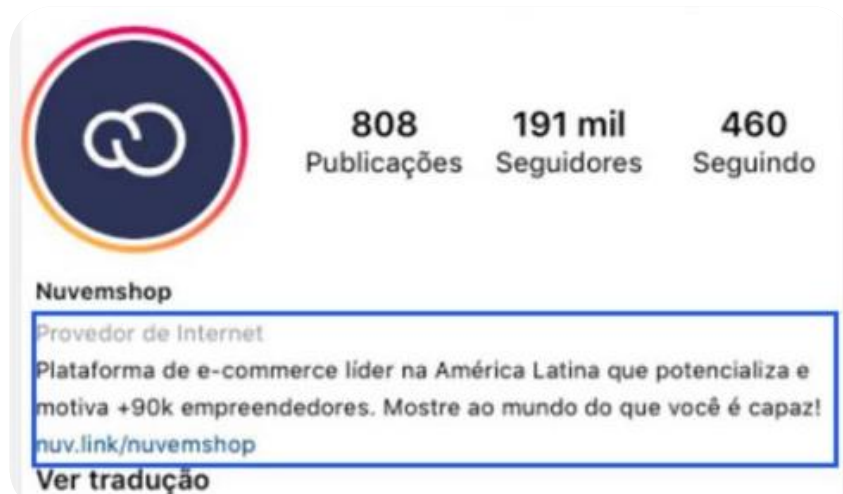 808 191 mil 460
Publicações Seguidores Seguindo
Nuvemshop
Provedor de Internet
Plataforma de e-commerce líder na América Latina que potencializa e
motiva +90k empreendedores. Mostre ao mundo do que você é capaz!
nuv.link/nuvemshop
Ver tradução